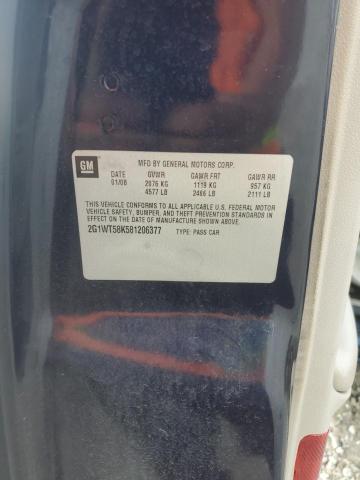 GM
MFD BY GENERAL MOTORS CORP.
DATE GVWR GAWR FRT GAWR RR
01/08 2076 KG 1119 KG 957 KG
4577 LB 2466 LB 2111 LB
THIS VEHICLE CONFORMS TO ALL APPLICABLE U.S. FEDERAL MOTOR
VEHICLE SAFETY, BUMPER, AND THEFT PREVENTION STANDARDS
IN EFFECT ON THE DATE OF MANUFACTURE SHOWN ABOVE.
2G1WT58K581206377 TYPE: PASS CAR